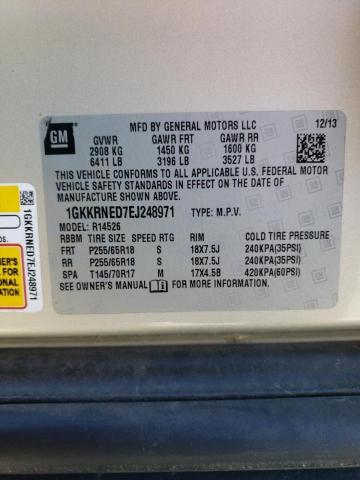 GM
MFD BY GENERAL MOTORS LLC 12/13
GVWR GAWR FRT GAWR RR
2908 KG 1450 KG 1600 KG
6411 LB 3196 LB 3527 LB
THIS VEHICLE CONFORMS TO ALL APPLICABLE U.S. FEDERAL MOTOR
VEHICLE SAFETY STANDARDS IN EFFECT ON THE DATE OF
MANUFACTURE SHOWN ABOVE.
1GKKRNED7EJ248971 TYPE: M.P.V.
MODEL: R14526
RBBM TIRE SIZE SPEED RTG RIM COLD TIRE PRESSURE
FRT P255/65R18 S 18X7.5J 240KPA(35PSI)
RR P255/65R18 S 18X7.5J 240KPA(35PSI)
SPA T145/70R17 M 17X4.5B 420KPA(60PSI)
SEE OWNER'S MANUAL FOR MORE INFORMATION.
1GKKRNED7EJ248971